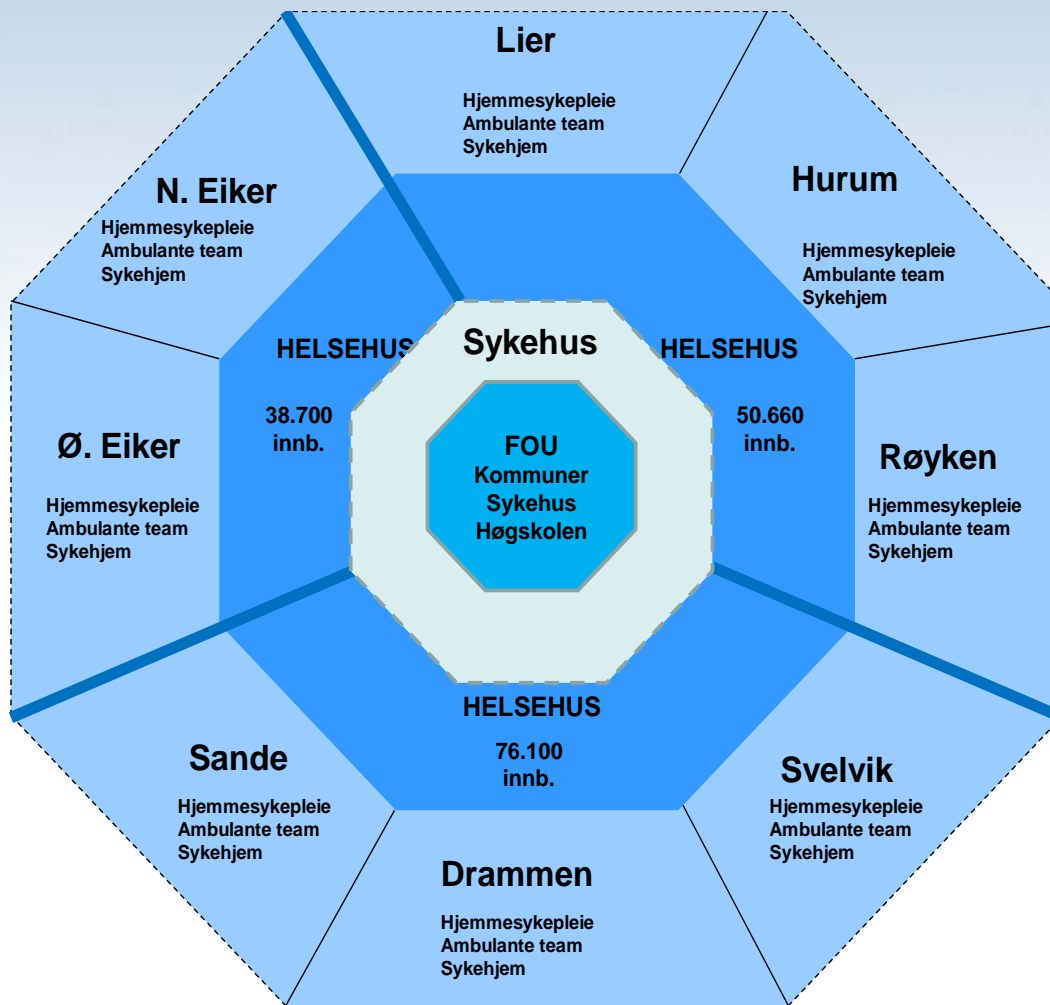 Lier
Hjemmesykepleie
Ambulante team
Sykehjem
Hurum
Hjemmesykepleie
Ambulante team
Sykehjem
N. Eiker
Hjemmesykepleie
Ambulante team
Sykehjem
HELSEHUS
38.700
innb.
Sykehus
HELSEHUS
50.660
innb.
FOU
Kommuner
Sykehus
Høgskolen
Ø. Eiker
Hjemmesykepleie
Ambulante team
Sykehjem
Røyken
Hjemmesykepleie
Ambulante team
Sykehjem
HELSEHUS
76.100
innb.
Sande
Hjemmesykepleie
Ambulante team
Sykehjem
Svelvik
Hjemmesykepleie
Ambulante team
Sykehjem
Drammen
Hjemmesykepleie
Ambulante team
Sykehjem